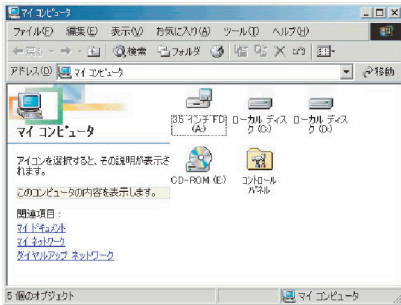 マイ コンピュータ
ファイル(F) 編集(E) 表示(V) お気に入り(A) ツール(T) ヘルプ(H)
戻る 検索 フォルダ
アドレス(D) マイ コンピュータ 移動
マイ コンピュータ
アイコンを選択すると、その説明が表示さ
れます。
このコンピュータの内容を表示します。
関連項目:
マイ ドキュメント
マイ ネットワーク
ダイヤルアップ ネットワーク
3.5 インチ FD
(A:)
ローカル ディス
ク (C:)
ローカル ディス
ク (D:)
CD-ROM (E:)
コントロール
パネル
5 個のオブジェクト マイ コンピュータ